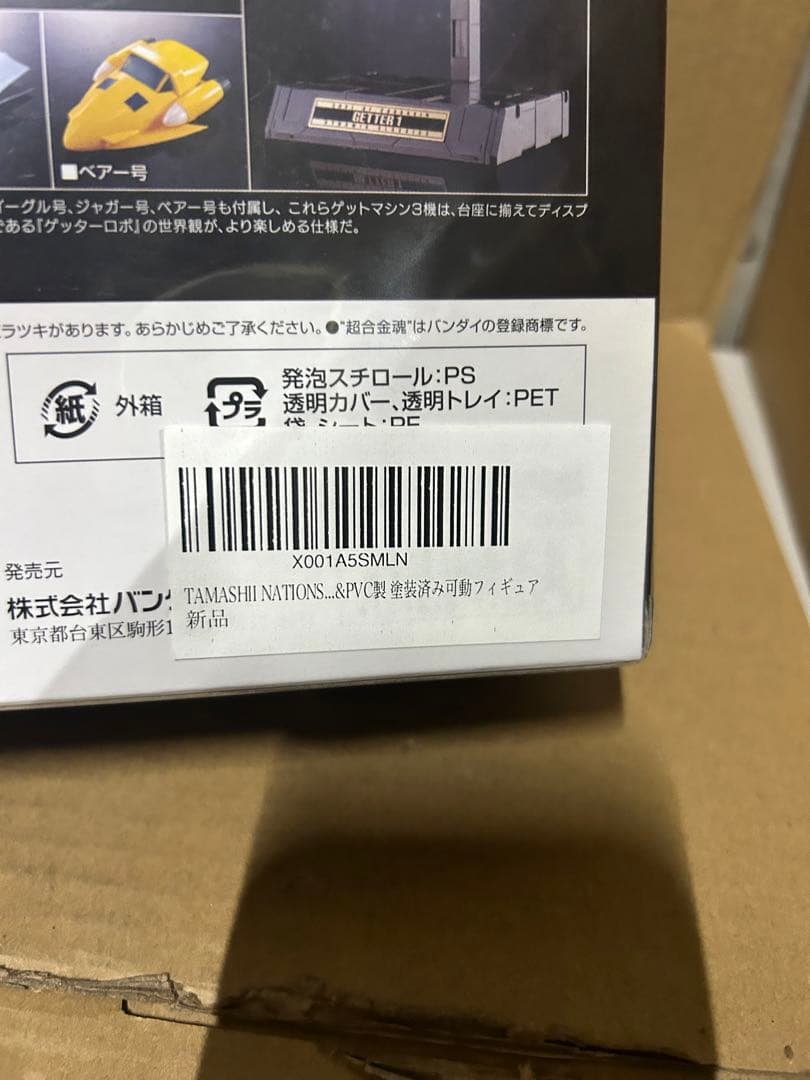 ■ベアー号
GETTER 1
イーグル号、ジャガー号、ベアー号も付属し、これらゲットマシン3機は、台座に揃えてディスプ
である『ゲッターロボ』の世界観が、より楽しめる仕様だ。
ラツキがあります。あらかじめご了承ください。●"超合金魂"はバンダイの登録商標です。
紙 外箱
プラ 発泡スチロール:PS
透明カバー、透明トレイ:PET
袋、シート:PE
X001A5SMLN
TAMASHII NATIONS...&PVC製 塗装済み可動フィギュア
新品
発売元
株式会社バンダ
東京都台東区駒形1